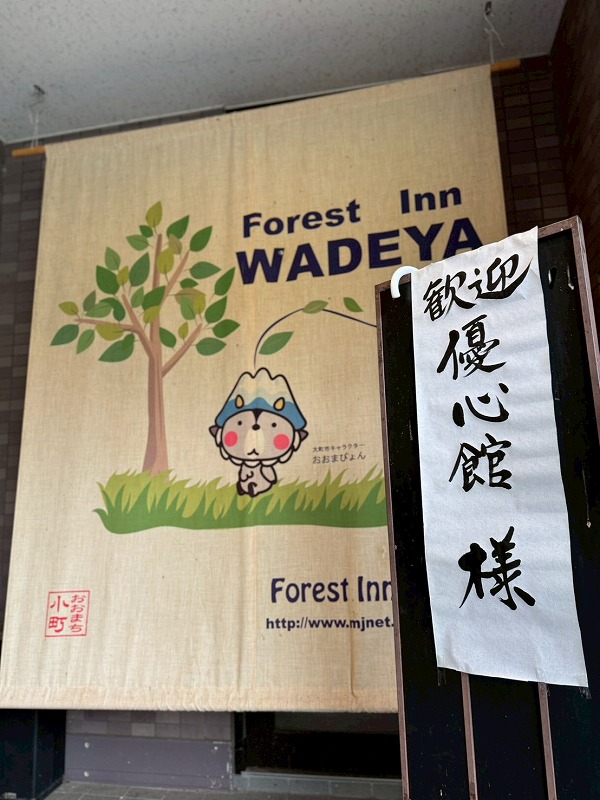 Forest Inn
WADEYA
大町市キャラクター
おおまぴょん
Forest Inn
http://www.mjnet.
おおまち
小町
歓迎
優心館
様